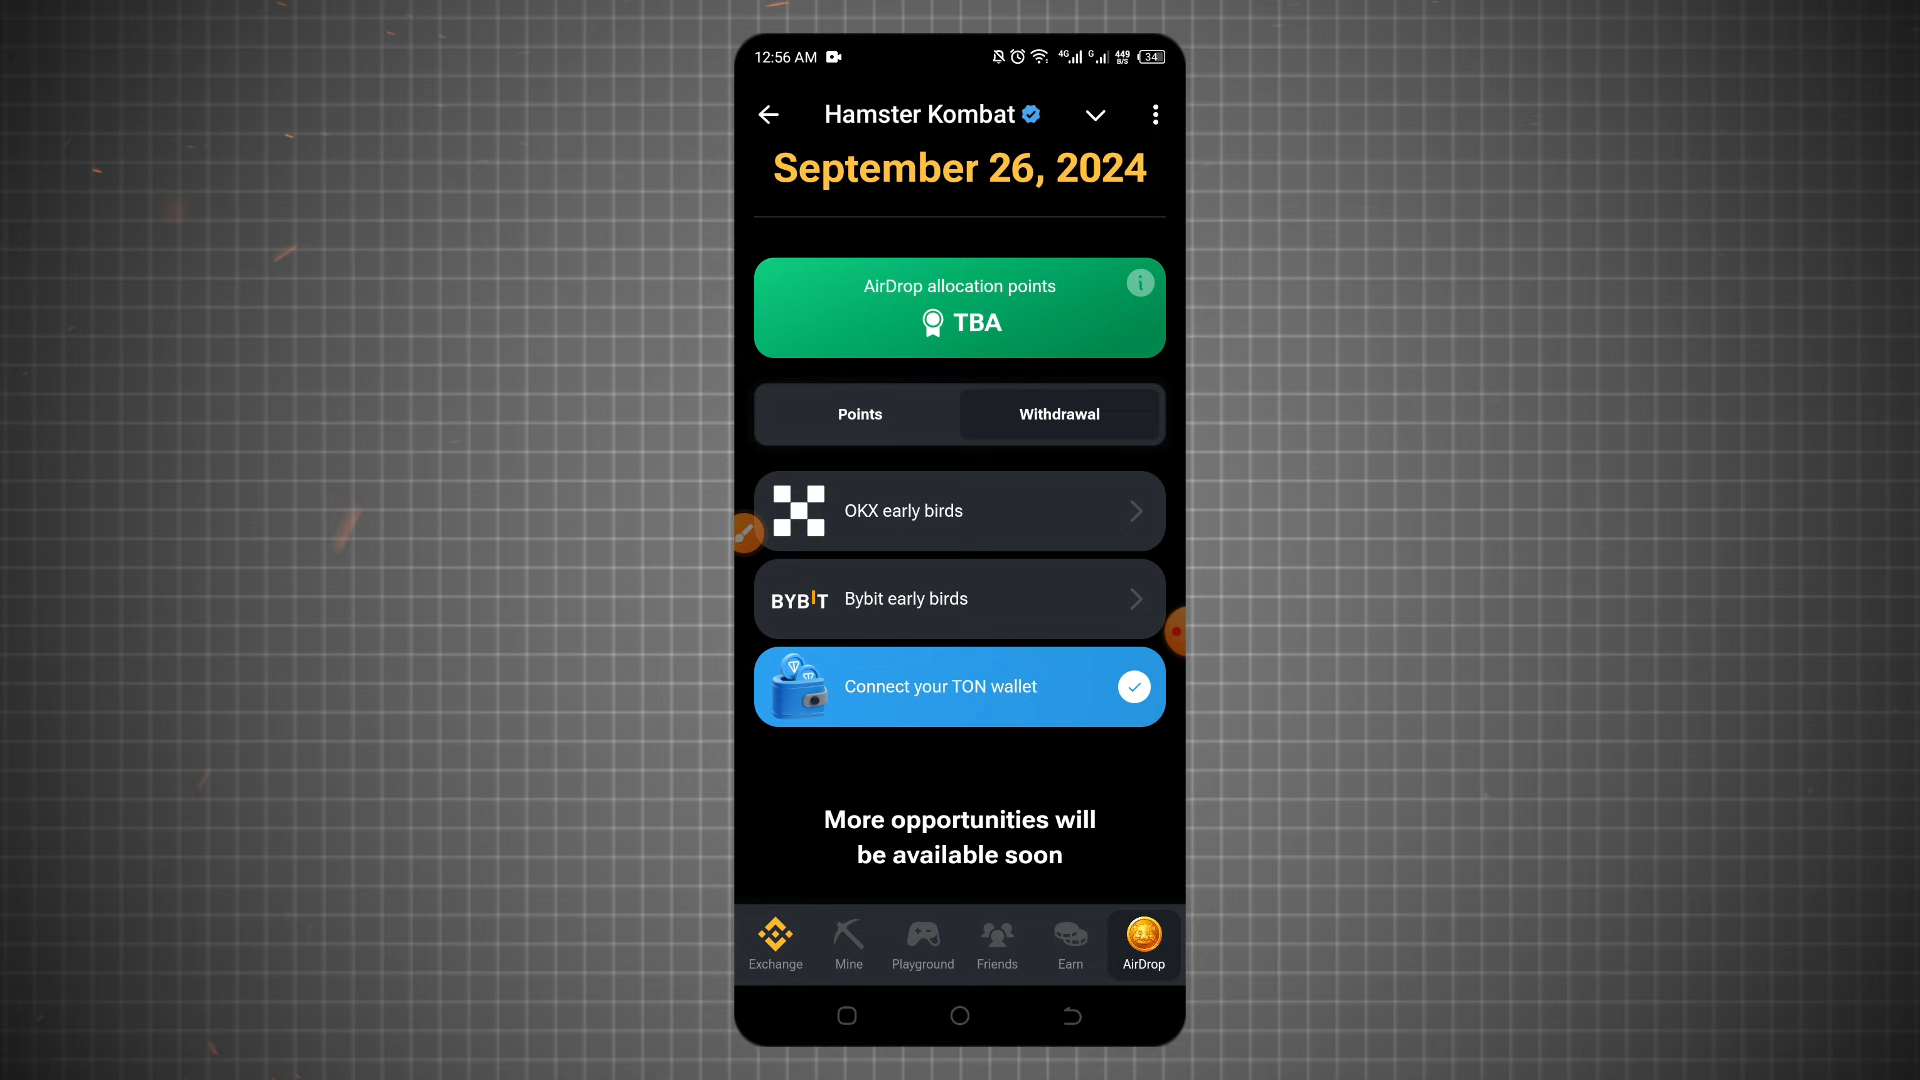 12:56 AM
4G
G
449
B/S
34
Hamster Kombat
September 26, 2024
AirDrop allocation points
TBA
Points
Withdrawal
OKX early birds
BYBIT
Bybit early birds
Connect your TON wallet
More opportunities will
be available soon
Exchange
Mine
Playground
Friends
Earn
AirDrop